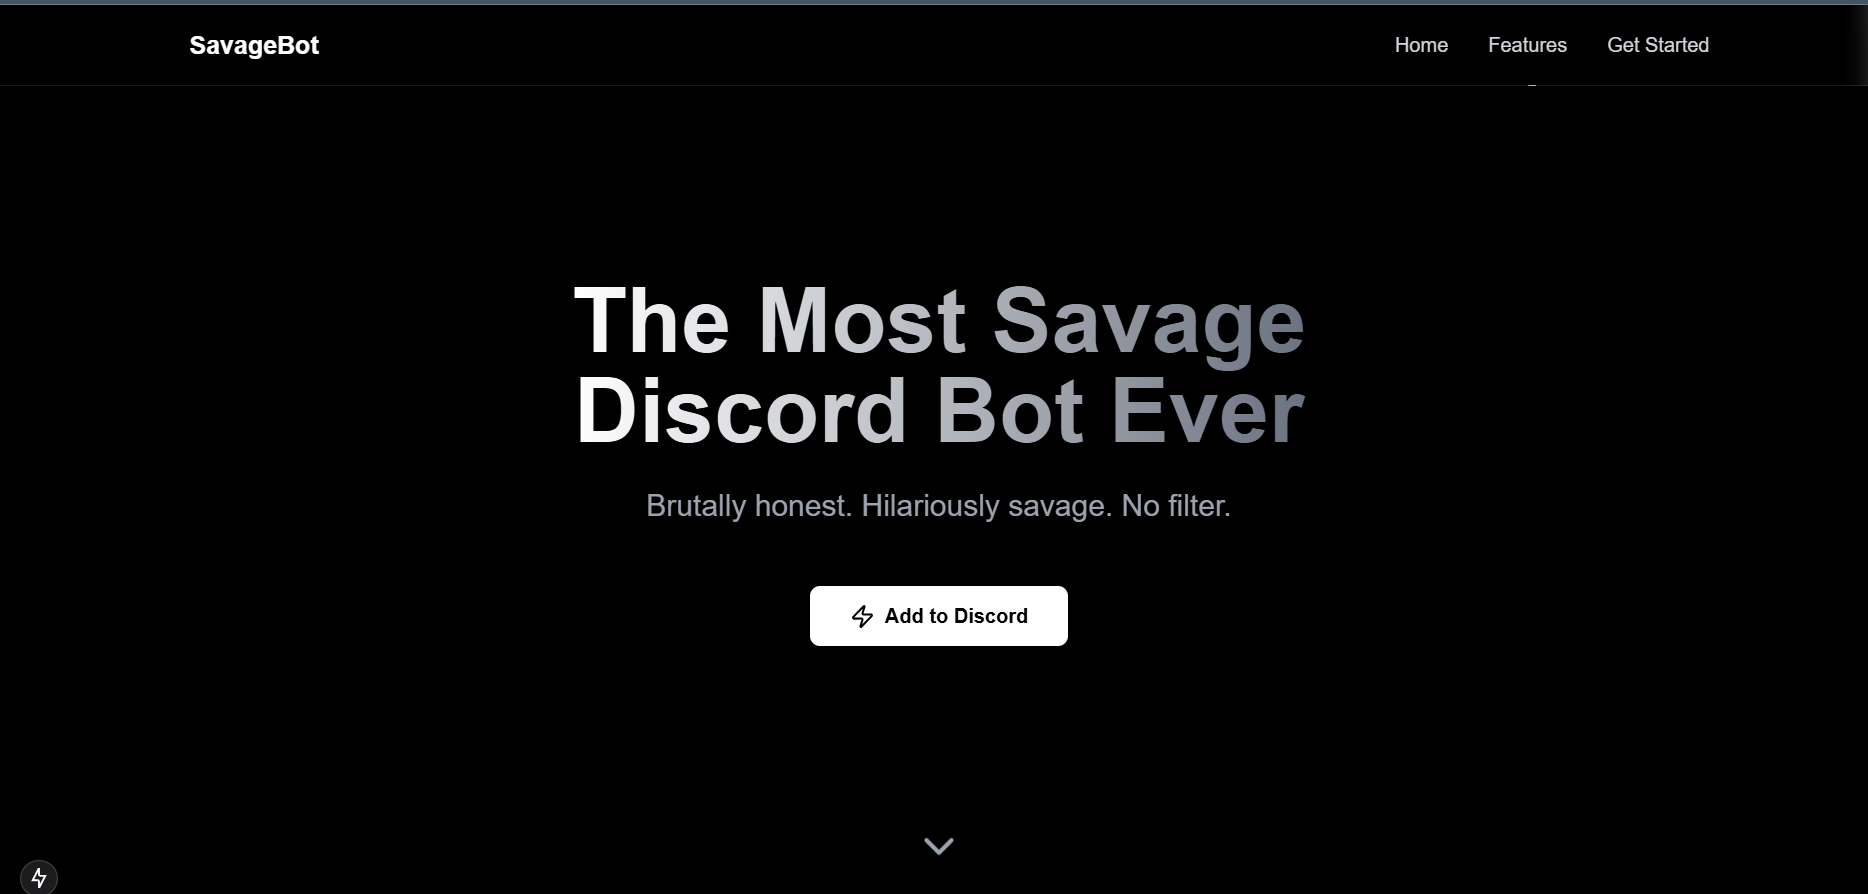 SavageBot
Home
Features
Get Started
The Most Savage
Discord Bot Ever
Brutally honest. Hilariously savage. No filter.
Add to Discord